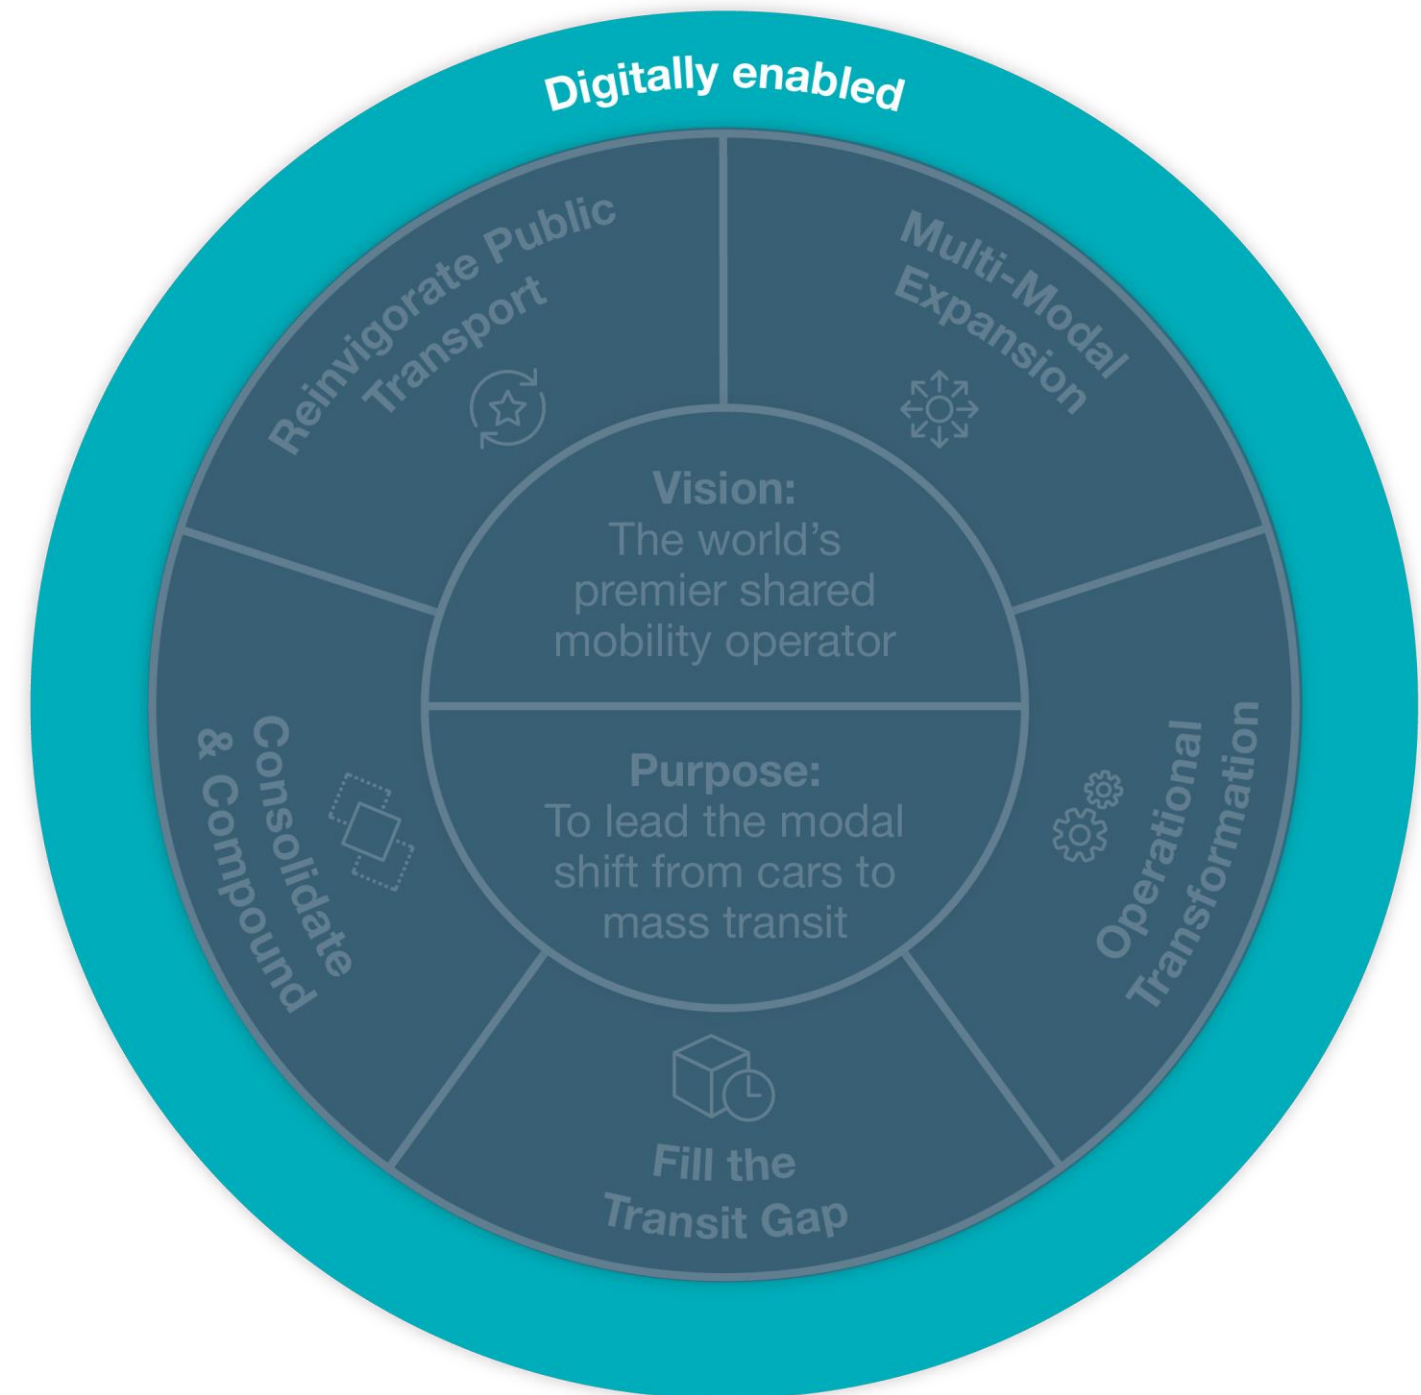 Digitally enabled
Reinvigorate Public
Transport
Multi-Modal
Expansion
Vision:
The world’s
premier shared
mobility operator
Purpose:
To lead the modal
shift from cars to
mass transit
Consolidate
& Compound
Operational
Transformation
Fill the
Transit Gap